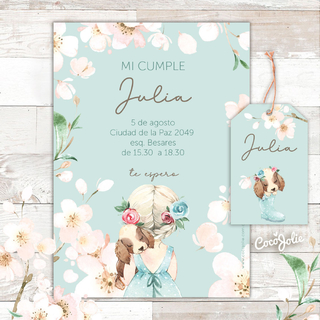 MI CUMPLE
Julia
5 de agosto
Ciudad de la Paz 2049
esq. Besares
de 15.30 a 18.30
te espero
Julia
CocoJolie